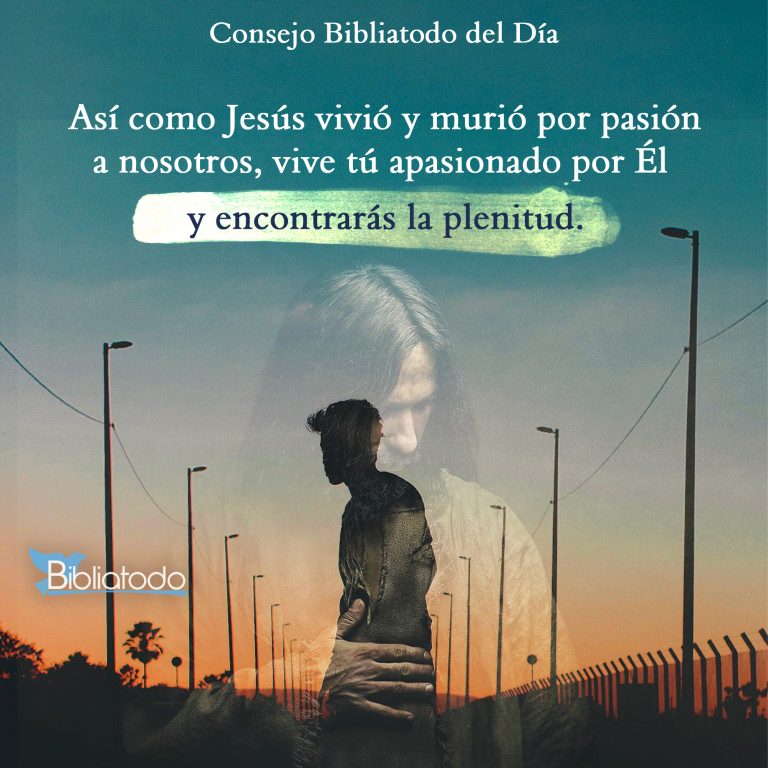 Consejo Bibliatodo del Día
Así como Jesús vivió y murió por pasión
a nosotros, vive tú apasionado por Él
y encontrarás la plenitud.
Bibliatodo